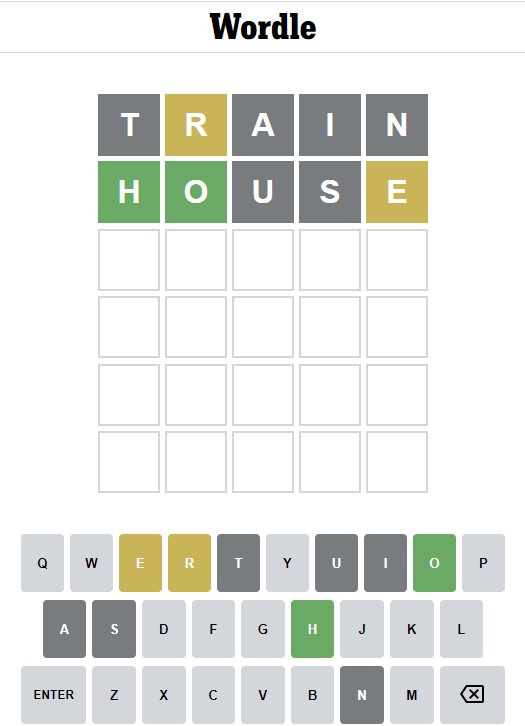 Wordle
T R A I N
H O U S E
Q W E R T Y U I O P
A S D F G H J K L
ENTER Z X C V B N M